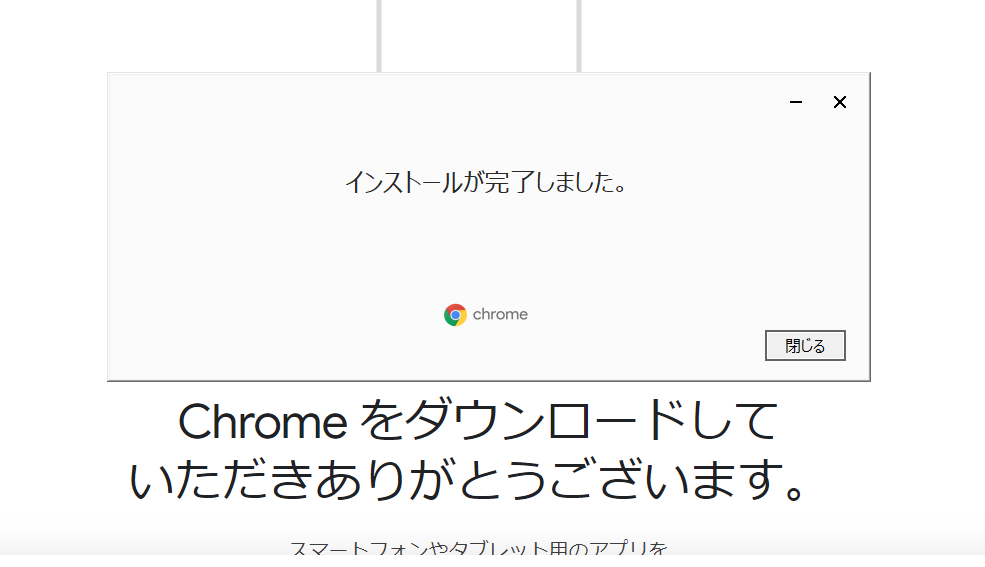 インストールが完了しました。
chrome
閉じる
Chrome をダウンロードして
いただきありがとうございます。
スマートフォンやタブレット用のアプリを